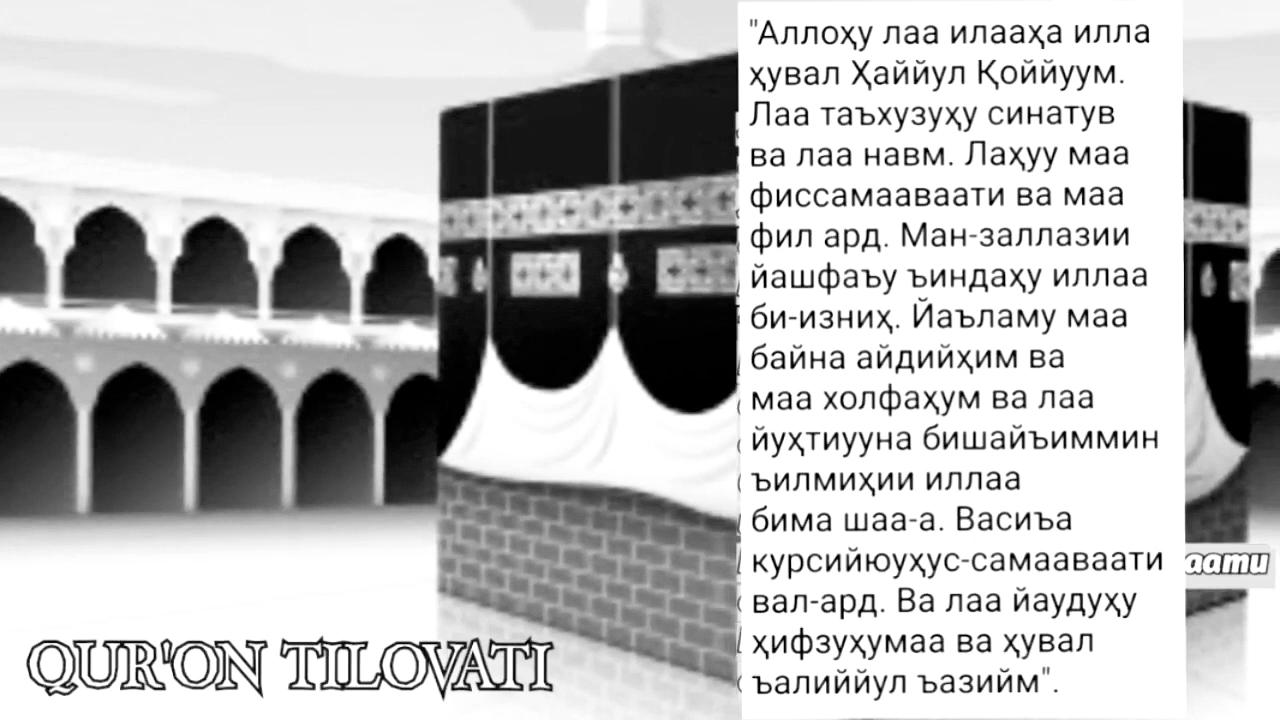 "Аллоҳу лаа илааҳа илла
ҳувал Ҳаййул Қоййуум.
Лаа таъхузуҳу синатув
ва лаа навм. Лаҳуу маа
фиссамааваати ва маа
фил ард. Ман-заллазии
йашфаъу ъиндаҳу иллаа
би-изниҳ. Йаъламу маа
байна айдийҳим ва
маа холфаҳум ва лаа
йуҳтиууна бишайъиммин
ъилмиҳии иллаа
бима шаа-а. Васиъа
курсийюуҳус-самааваати
вал-ард. Ва лаа йаудуҳу
ҳифзуҳумаа ва ҳувал
ъалиййул ъазийм".
QUR'ON TILOVATI